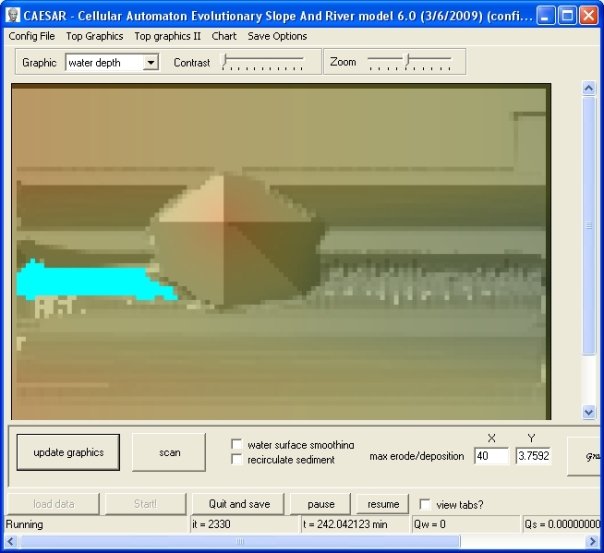 CAESAR - Cellular Automaton Evolutionary Slope And River model 6.0 (3/6/2009) (confi...
Config File Top Graphics Top graphics II Chart Save Options
Graphic water depth Contrast Zoom
X Y
update graphics scan water surface smoothing max erode/deposition 40 3.7592
recirculate sediment
load data Start! Quit and save pause resume view tabs?
Running it = 2330 t = 242.042123 min Qw = 0 Qs = 0.00000000